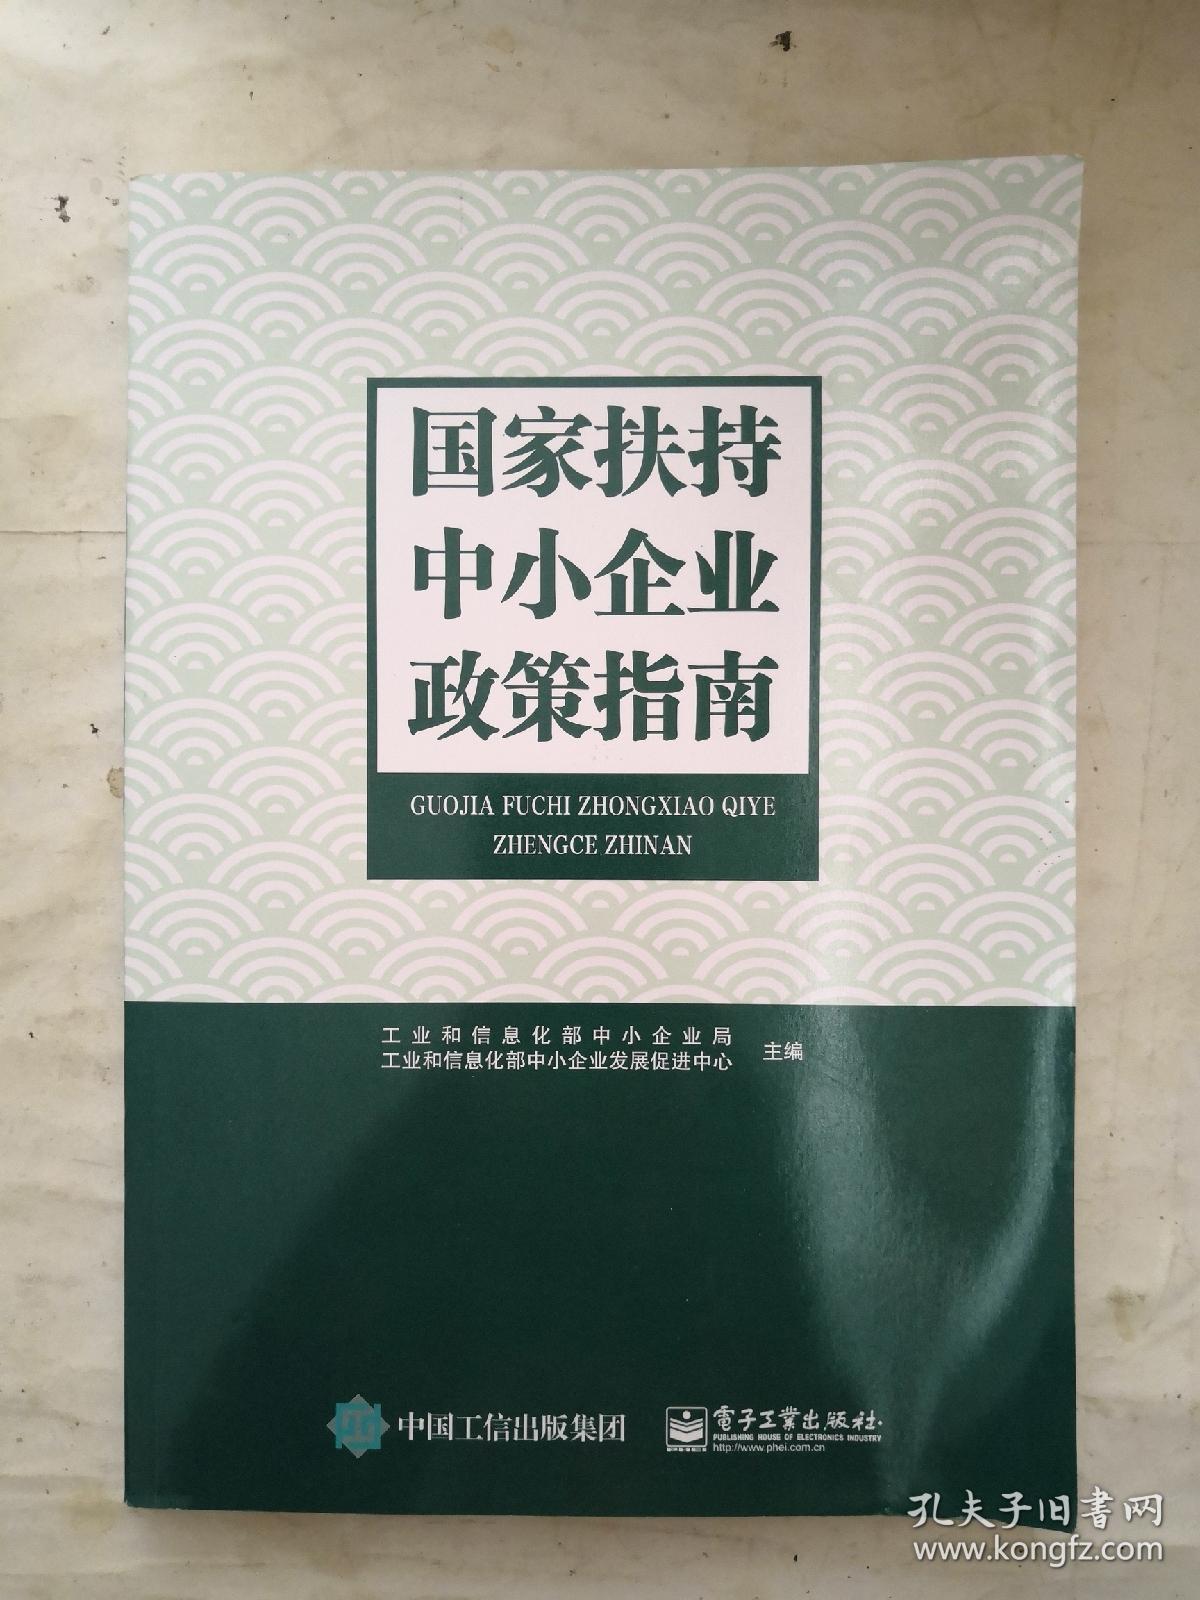 国家扶持
中小企业
政策指南
GUOJIA FUCHI ZHONGXIAO QIYE
ZHENGCE ZHINAN
工业和信息化部中小企业局
工业和信息化部中小企业发展促进中心
主编
中国工信出版集团
電子工業出版社
PUBLISHING HOUSE OF ELECTRONICS INDUSTRY
http://www.phei.com.cn
孔夫子旧書网
www.kongfz.com